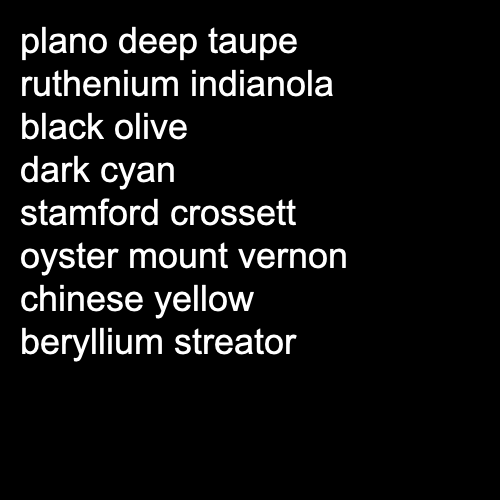 plano deep taupe
ruthenium indianola
black olive
dark cyan
stamford crossett
oyster mount vernon
chinese yellow
beryllium streator